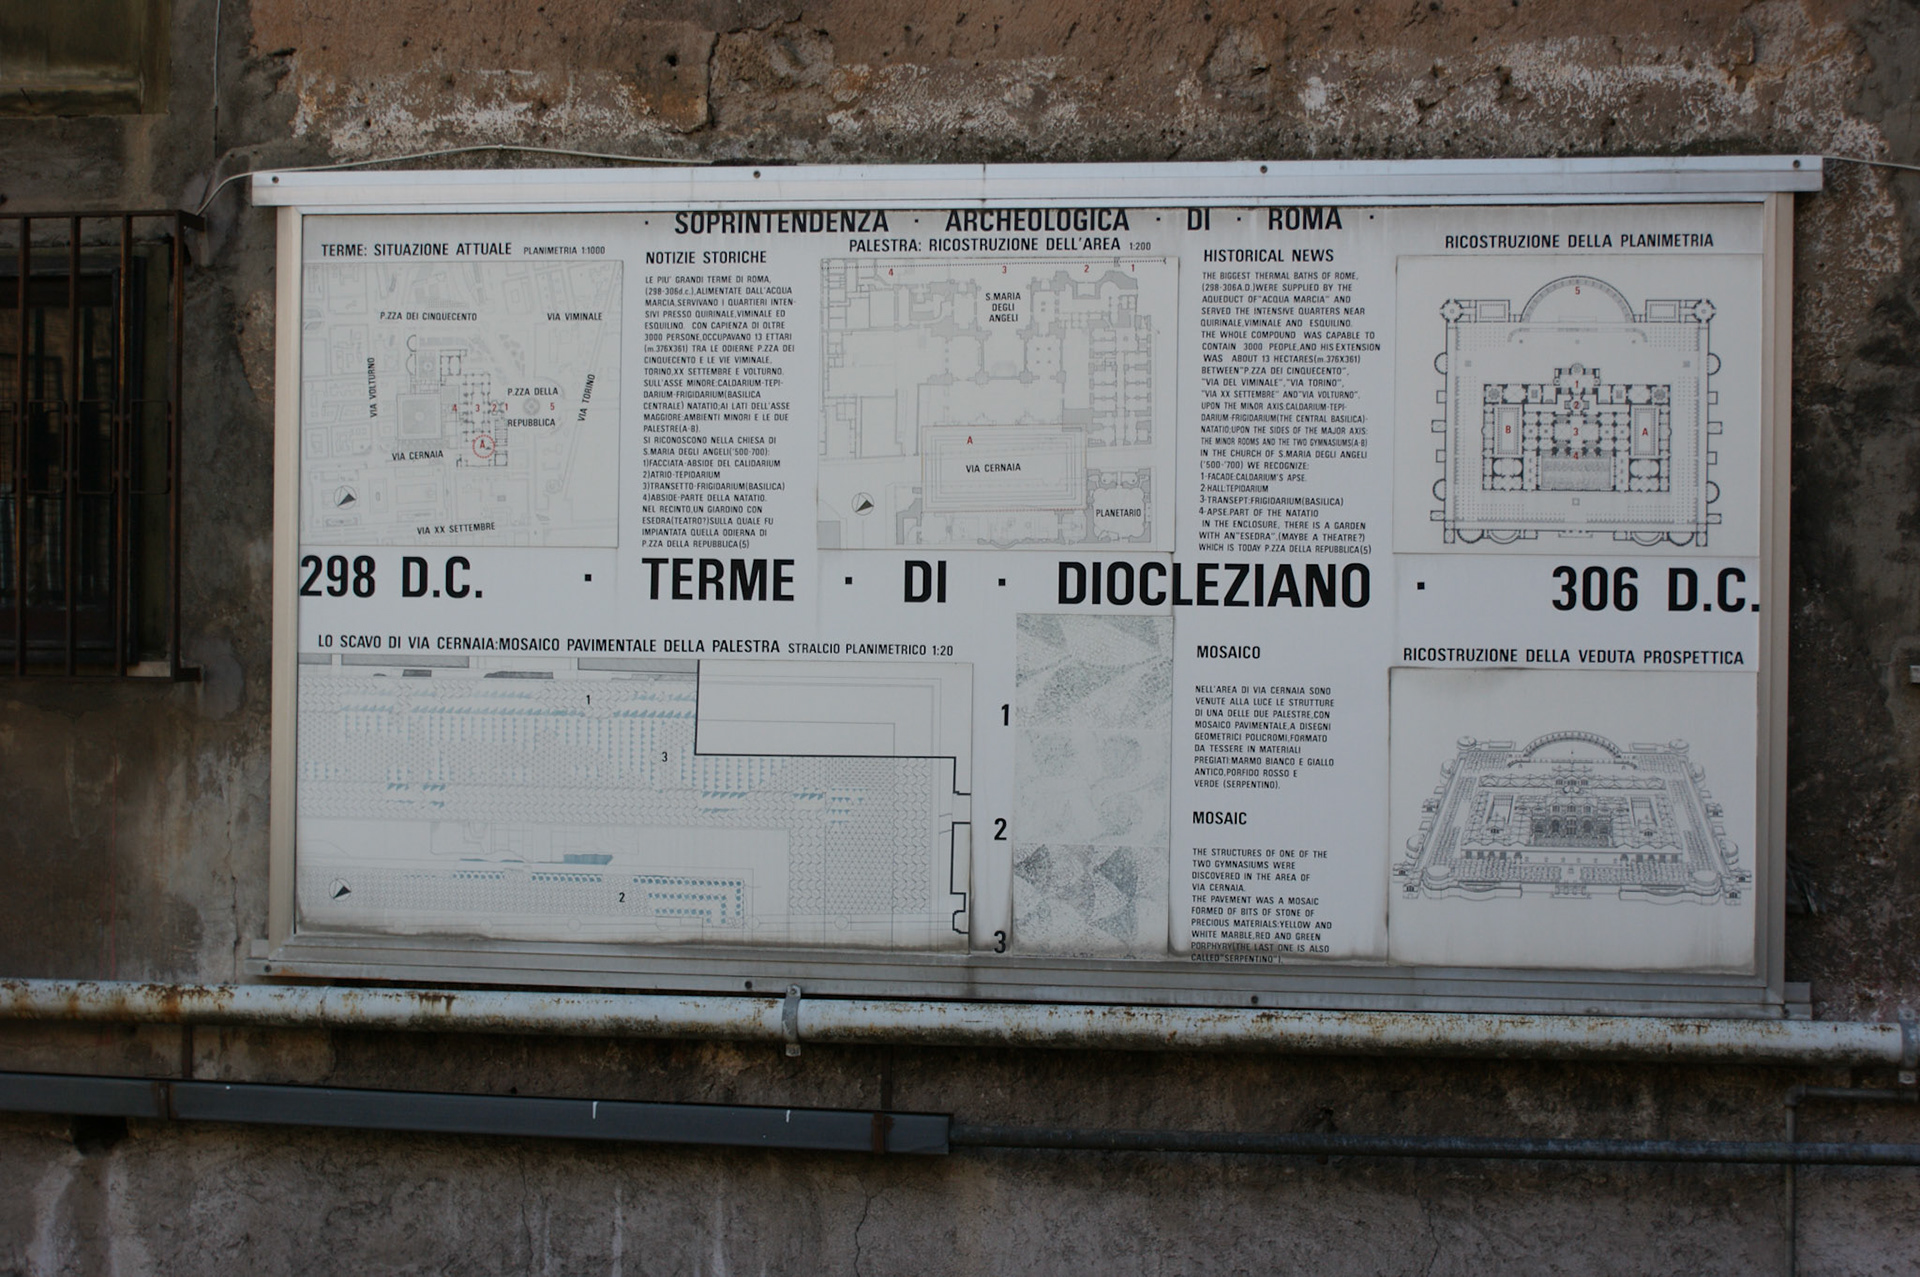 · SOPRINTENDENZA · ARCHEOLOGICA · DI · ROMA ·
TERME: SITUAZIONE ATTUALE PLANIMETRIA 1:1000
P.ZZA DEI CINQUECENTO
VIA VIMINALE
VIA VOLTURNO
P.ZZA DELLA
REPUBBLICA
VIA TORINO
4 3 2 1 5
A
VIA CERNAIA
VIA XX SETTEMBRE
NOTIZIE STORICHE
LE PIU' GRANDI TERME DI ROMA,
(298-306d.c.),ALIMENTATE DALL'ACQUA
MARCIA,SERVIVANO I QUARTIERI INTEN-
SIVI PRESSO QUIRINALE,VIMINALE ED
ESQUILINO. CON CAPIENZA DI OLTRE
3000 PERSONE,OCCUPAVANO 13 ETTARI
(m.376X361) TRA LE ODIERNE P.ZZA DEI
CINQUECENTO E LE VIE VIMINALE,
TORINO,XX SETTEMBRE E VOLTURNO.
SULL'ASSE MINORE:CALDARIUM-TEPI-
DARIUM-FRIGIDARIUM(BASILICA
CENTRALE) NATATIO;AI LATI DELL'ASSE
MAGGIORE:AMBIENTI MINORI E LE DUE
PALESTRE(A-B).
SI RICONOSCONO NELLA CHIESA DI
S.MARIA DEGLI ANGELI('500-700):
1)FACCIATA-ABSIDE DEL CALIDARIUM
2)ATRIO-TEPIDARIUM
3)TRANSETTO-FRIGIDARIUM(BASILICA)
4)ABSIDE-PARTE DELLA NATATIO.
NEL RECINTO,UN GIARDINO CON
ESEDRA(TEATRO?)SULLA QUALE FU
IMPIANTATA QUELLA ODIERNA DI
P.ZZA DELLA REPUBBLICA(5)
PALESTRA: RICOSTRUZIONE DELL'AREA 1:200
4 3 2 1
S.MARIA
DEGLI
ANGELI
A
VIA CERNAIA
PLANETARIO
HISTORICAL NEWS
THE BIGGEST THERMAL BATHS OF ROME,
(298-306A.D.)WERE SUPPLIED BY THE
AQUEDUCT OF"ACQUA MARCIA" AND
SERVED THE INTENSIVE QUARTERS NEAR
QUIRINALE,VIMINALE AND ESQUILINO.
THE WHOLE COMPOUND WAS CAPABLE TO
CONTAIN 3000 PEOPLE,AND HIS EXTENSION
WAS ABOUT 13 HECTARES(m.376X361)
BETWEEN"P.ZZA DEI CINQUECENTO",
"VIA DEL VIMINALE","VIA TORINO",
"VIA XX SETTEMBRE" AND"VIA VOLTURNO".
UPON THE MINOR AXIS:CALDARIUM-TEPI-
DARIUM-FRIGIDARIUM(THE CENTRAL BASILICA)-
NATATIO:UPON THE SIDES OF THE MAJOR AXIS:
THE MINOR ROOMS AND THE TWO GYMNASIUMS(A-B)
IN THE CHURCH OF S.MARIA DEGLI ANGELI
('500-'700) WE RECOGNIZE:
1-FACADE:CALDARIUM'S APSE.
2-HALL:TEPIDARIUM
3-TRANSEPT:FRIGIDARIUM(BASILICA)
4-APSE.PART OF THE NATATIO
IN THE ENCLOSURE, THERE IS A GARDEN
WITH AN"ESEDRA",(MAYBE A THEATRE?)
WHICH IS TODAY P.ZZA DELLA REPUBBLICA(5)
RICOSTRUZIONE DELLA PLANIMETRIA
5
1
2
B 3 A
4
298 D.C. · TERME · DI · DIOCLEZIANO · 306 D.C.
LO SCAVO DI VIA CERNAIA:MOSAICO PAVIMENTALE DELLA PALESTRA STRALCIO PLANIMETRICO 1:20
1
3
2
1
2
3
MOSAICO
NELL'AREA DI VIA CERNAIA SONO
VENUTE ALLA LUCE LE STRUTTURE
DI UNA DELLE DUE PALESTRE,CON
MOSAICO PAVIMENTALE,A DISEGNI
GEOMETRICI POLICROMI,FORMATO
DA TESSERE IN MATERIALI
PREGIATI:MARMO BIANCO E GIALLO
ANTICO,PORFIDO ROSSO E
VERDE (SERPENTINO).
MOSAIC
THE STRUCTURES OF ONE OF THE
TWO GYMNASIUMS WERE
DISCOVERED IN THE AREA OF
VIA CERNAIA.
THE PAVEMENT WAS A MOSAIC
FORMED OF BITS OF STONE OF
PRECIOUS MATERIALS:YELLOW AND
WHITE MARBLE,RED AND GREEN
PORPHYRY(THE LAST ONE IS ALSO
CALLED"SERPENTINO").
RICOSTRUZIONE DELLA VEDUTA PROSPETTICA